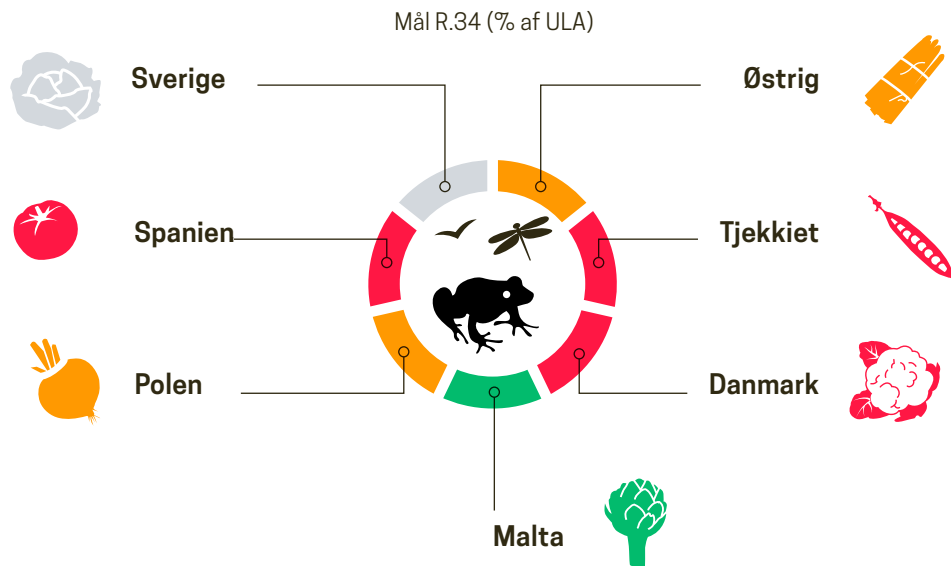 Mål R.34 (% af ULA)
Sverige
Østrig
Spanien
Tjekkiet
Polen
Danmark
Malta